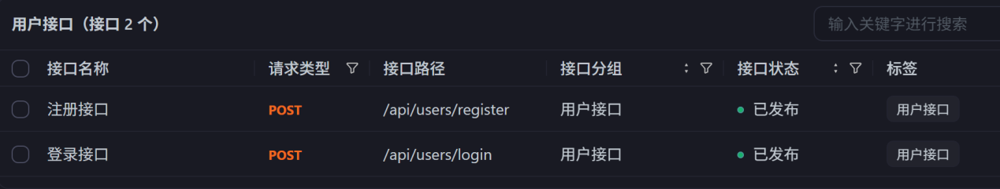 用户接口（接口 2 个） 输入关键字进行搜索
接口名称 请求类型 接口路径 接口分组 接口状态 标签
注册接口 POST /api/users/register 用户接口 已发布 用户接口
登录接口 POST /api/users/login 用户接口 已发布 用户接口